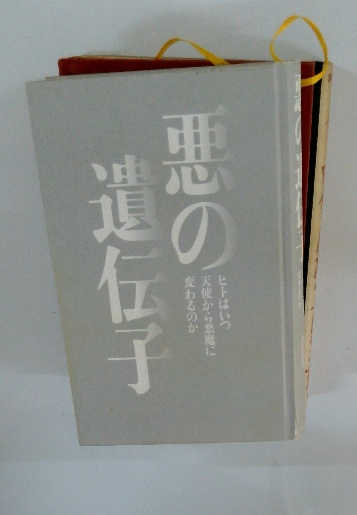 悪の
遺伝子
ヒトはいつ
天使から悪魔に
変わるのか